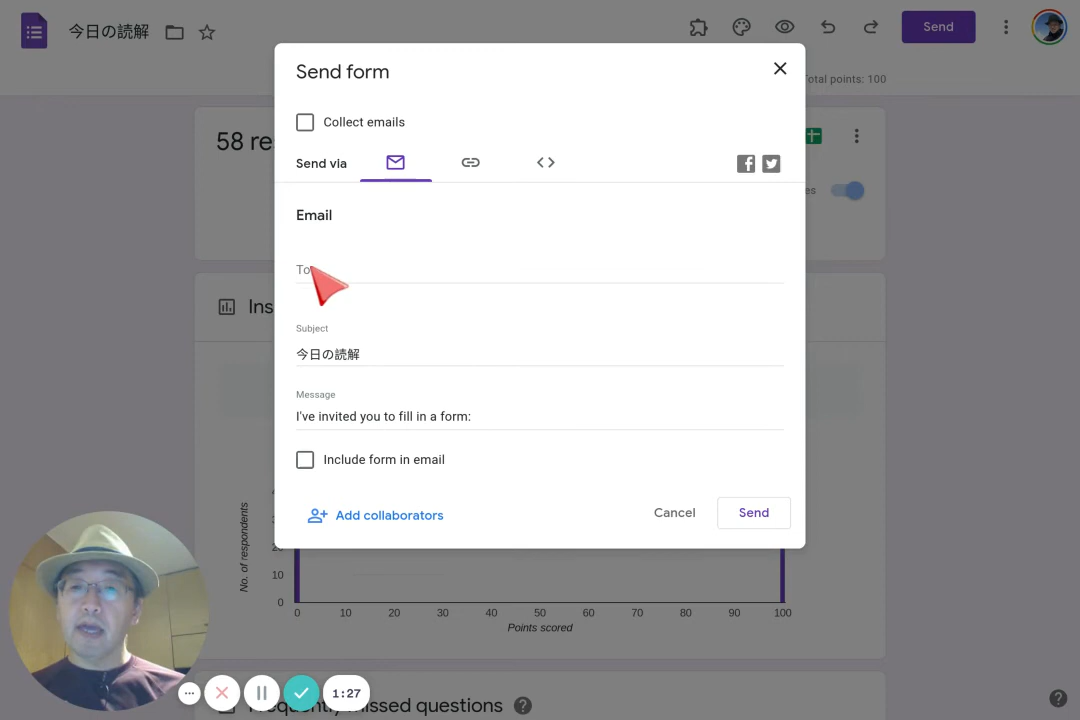 今日の読解
Send
Total points: 100
Send form
Collect emails
58 re
Send via
es
Email
To
Subject
Ins
今日の読解
Message
I've invited you to fill in a form:
Include form in email
Add collaborators
Cancel
Send
No. of respondents
20
10
0
0 10 20 30 40 50 60 70 80 90 100
Points scored
1:27
Frequently missed questions